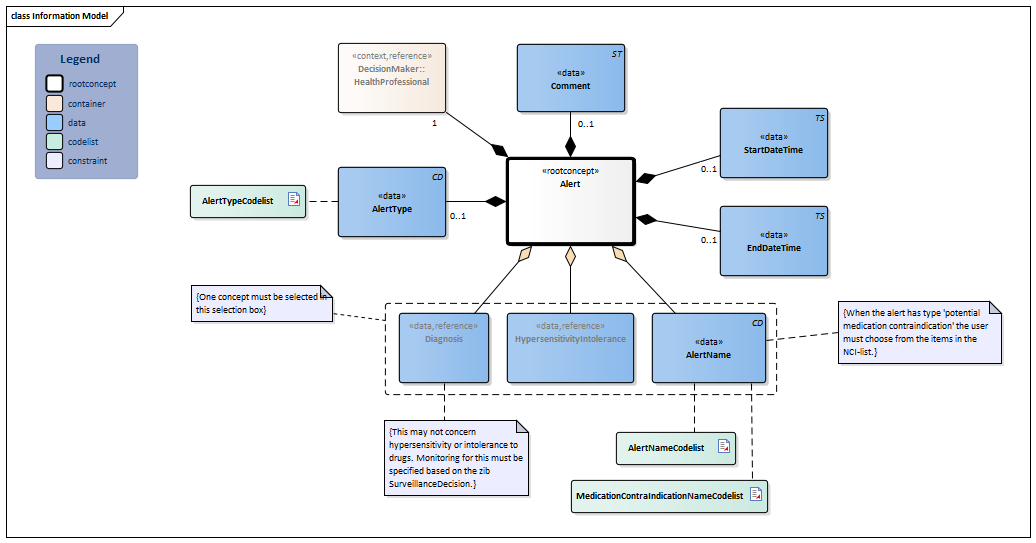 class Information Model
Legend
rootconcept
container
data
codelist
constraint
«context,reference»
DecisionMaker::
HealthProfessional
1
ST
«data»
Comment
0..1
TS
«data»
StartDateTime
0..1
«rootconcept»
Alert
CD
«data»
AlertType
0..1
AlertTypeCodelist
TS
«data»
EndDateTime
0..1
{One concept must be selected in
this selection box}
«data,reference»
Diagnosis
«data,reference»
HypersensitivityIntolerance
CD
«data»
AlertName
{When the alert has type 'potential
medication contraindication' the user
must choose from the items in the
NCI-list.}
{This may not concern
hypersensitivity or intolerance to
drugs. Monitoring for this must be
specified based on the zib
SurveillanceDecision.}
AlertNameCodelist
MedicationContraIndicationNameCodelist